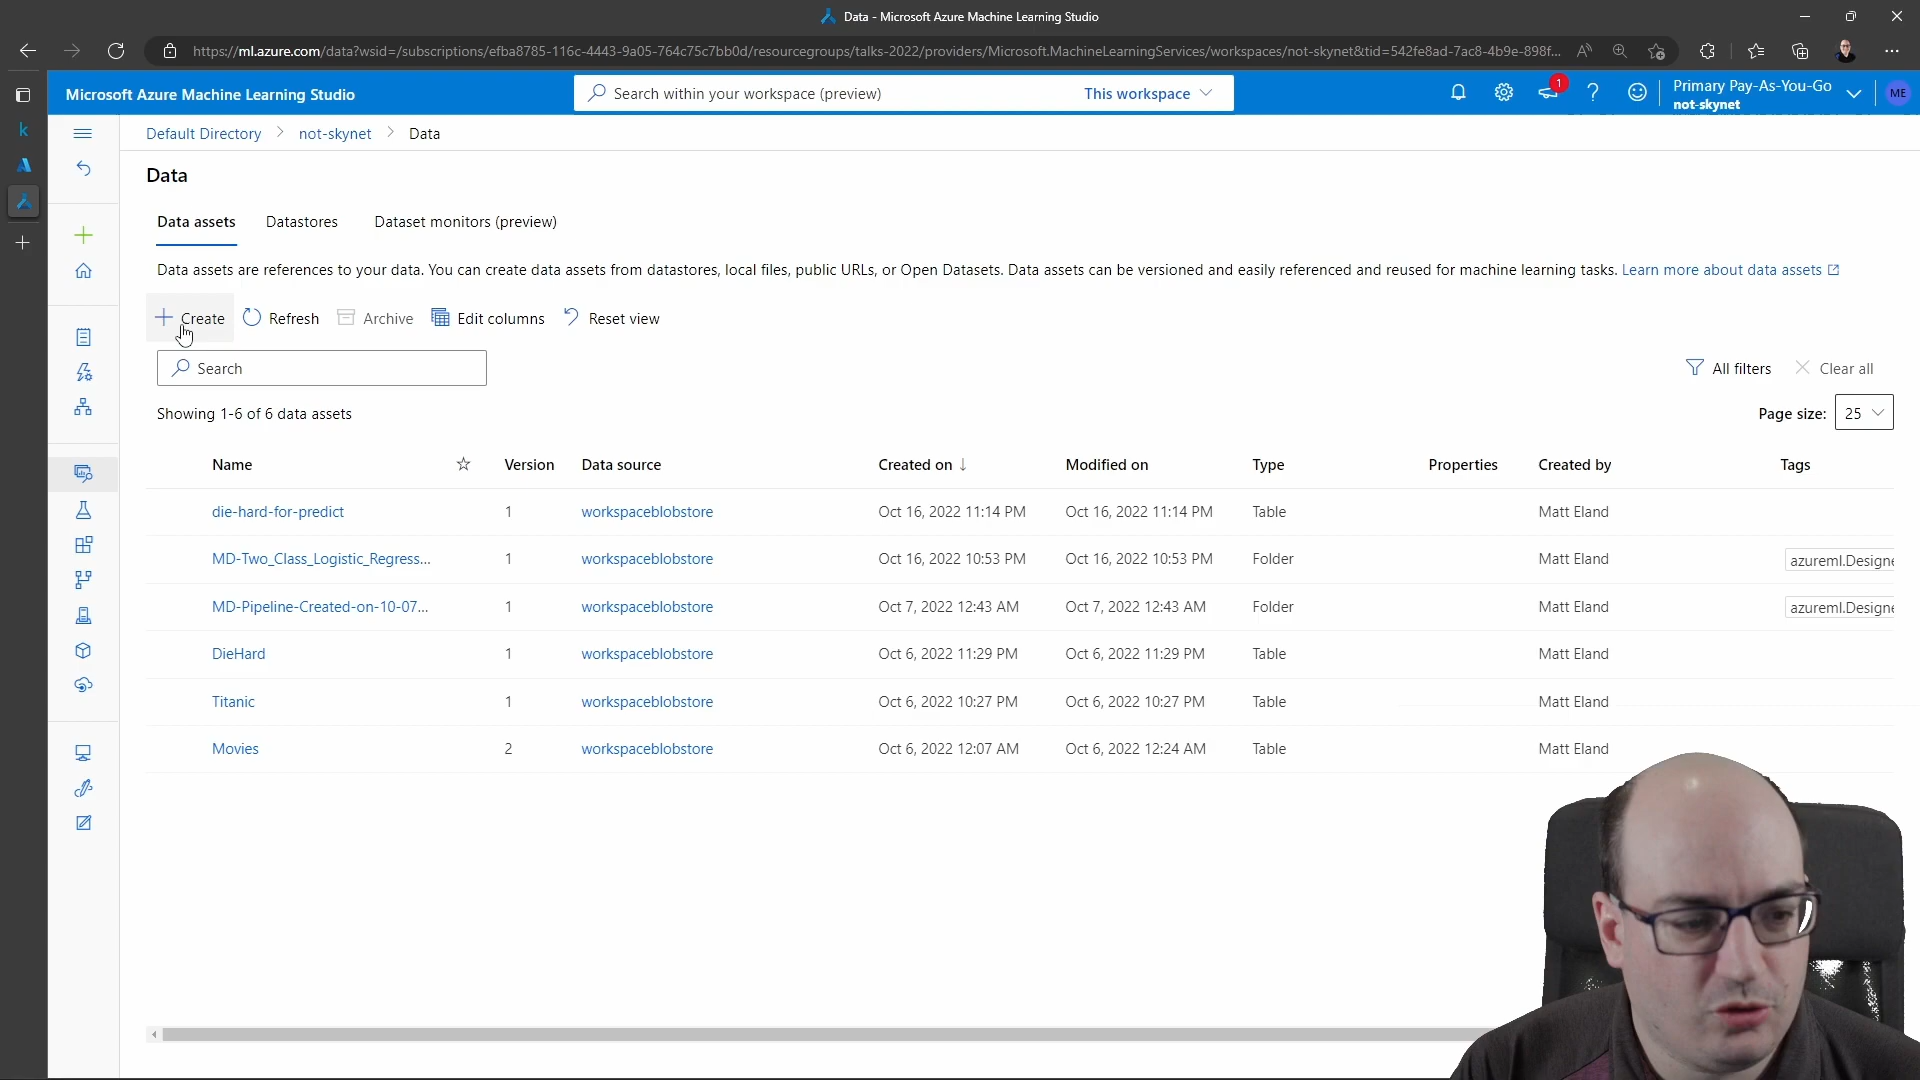 Data - Microsoft Azure Machine Learning Studio
https://ml.azure.com/data?wsid=/subscriptions/efba8785-116c-4443-9a05-764c75c7bb0d/resourcegroups/talks-2022/providers/Microsoft.MachineLearningServices/workspaces/not-skynet&tid=542fe8ad-7ac8-4b9e-898f...
Microsoft Azure Machine Learning Studio
Search within your workspace (preview)
This workspace
1
Primary Pay-As-You-Go
not-skynet
ME
Default Directory > not-skynet > Data
Data
Data assets Datastores Dataset monitors (preview)
Data assets are references to your data. You can create data assets from datastores, local files, public URLs, or Open Datasets. Data assets can be versioned and easily referenced and reused for machine learning tasks. Learn more about data assets
Create Refresh Archive Edit columns Reset view
Search
All filters Clear all
Showing 1-6 of 6 data assets
Page size: 25
Name Version Data source Created on ↓ Modified on Type Properties Created by Tags
die-hard-for-predict 1 workspaceblobstore Oct 16, 2022 11:14 PM Oct 16, 2022 11:14 PM Table Matt Eland
MD-Two_Class_Logistic_Regress... 1 workspaceblobstore Oct 16, 2022 10:53 PM Oct 16, 2022 10:53 PM Folder Matt Eland azureml.Designe
MD-Pipeline-Created-on-10-07... 1 workspaceblobstore Oct 7, 2022 12:43 AM Oct 7, 2022 12:43 AM Folder Matt Eland azureml.Designe
DieHard 1 workspaceblobstore Oct 6, 2022 11:29 PM Oct 6, 2022 11:29 PM Table Matt Eland
Titanic 1 workspaceblobstore Oct 6, 2022 10:27 PM Oct 6, 2022 10:27 PM Table Matt Eland
Movies 2 workspaceblobstore Oct 6, 2022 12:07 AM Oct 6, 2022 12:24 AM Table Matt Eland